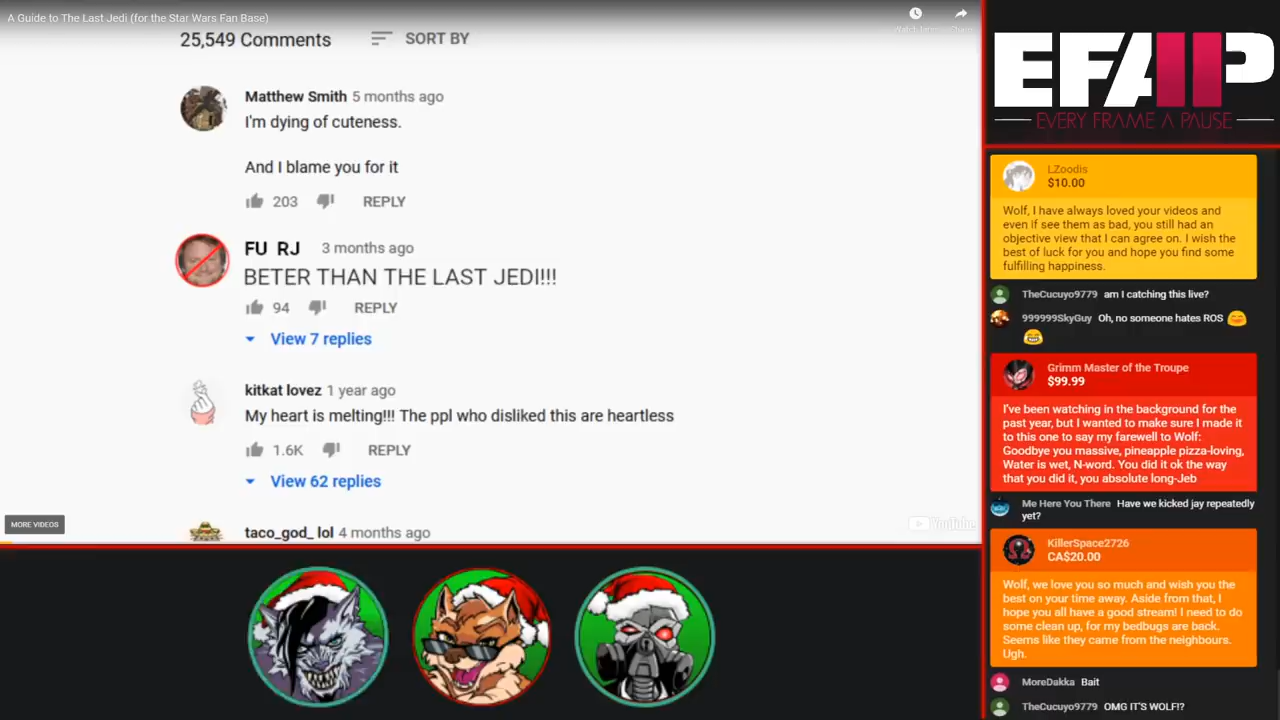 A Guide to The Last Jedi (for the Star Wars Fan Base)
Watch later
Share
25,549 Comments
SORT BY
Matthew Smith 5 months ago
I'm dying of cuteness.
And I blame you for it
203 REPLY
FU RJ 3 months ago
BETER THAN THE LAST JEDI!!!
94 REPLY
View 7 replies
kitkat lovez 1 year ago
My heart is melting!!! The ppl who disliked this are heartless
1.6K REPLY
View 62 replies
taco_god_ lol 4 months ago
MORE VIDEOS
YouTube
EFAP
EVERY FRAME A PAUSE
LZoodis
$10.00
Wolf, I have always loved your videos and
even if see them as bad, you still had an
objective view that I can agree on. I wish the
best of luck for you and hope you find some
fulfilling happiness.
TheCucuyo9779 am I catching this live?
999999SkyGuy Oh, no someone hates ROS
Grimm Master of the Troupe
$99.99
I've been watching in the background for the
past year, but I wanted to make sure I made it
to this one to say my farewell to Wolf:
Goodbye you massive, pineapple pizza-loving,
Water is wet, N-word. You did it ok the way
that you did it, you absolute long-Jeb
Me Here You There Have we kicked jay repeatedly
yet?
KillerSpace2726
CA$20.00
Wolf, we love you so much and wish you the
best on your time away. Aside from that, I
hope you all have a good stream! I need to do
some clean up, for my bedbugs are back.
Seems like they came from the neighbours.
Ugh.
MoreDakka Bait
TheCucuyo9779 OMG IT'S WOLF!?